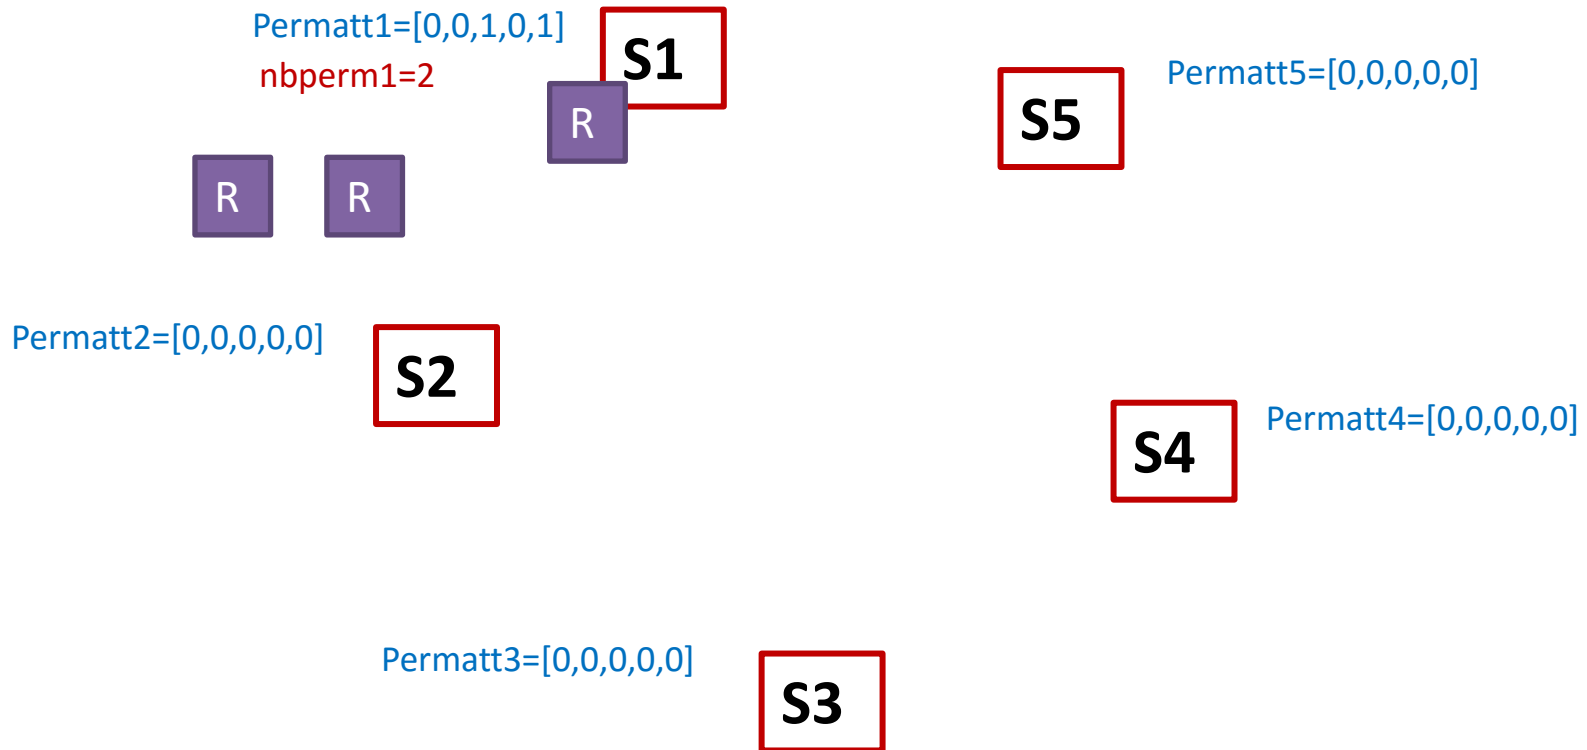 Permatt1=[0,0,1,0,1]
nbperm1=2
S1
R
S5
Permatt5=[0,0,0,0,0]
R
R
Permatt2=[0,0,0,0,0]
S2
S4
Permatt4=[0,0,0,0,0]
Permatt3=[0,0,0,0,0]
S3